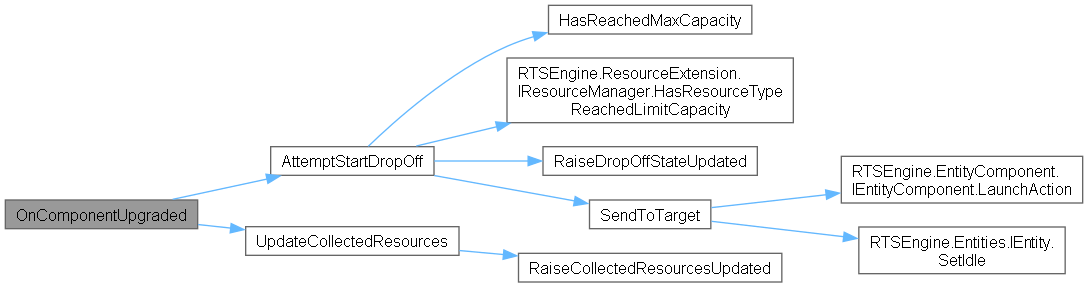 HasReachedMaxCapacity
RTSEngine.ResourceExtension.
IResourceManager.HasResourceType
ReachedLimitCapacity
AttemptStartDropOff
RaiseDropOffStateUpdated
RTSEngine.EntityComponent.
IEntityComponent.LaunchAction
OnComponentUpgraded
SendToTarget
UpdateCollectedResources
RTSEngine.Entities.IEntity.
SetIdle
RaiseCollectedResourcesUpdated